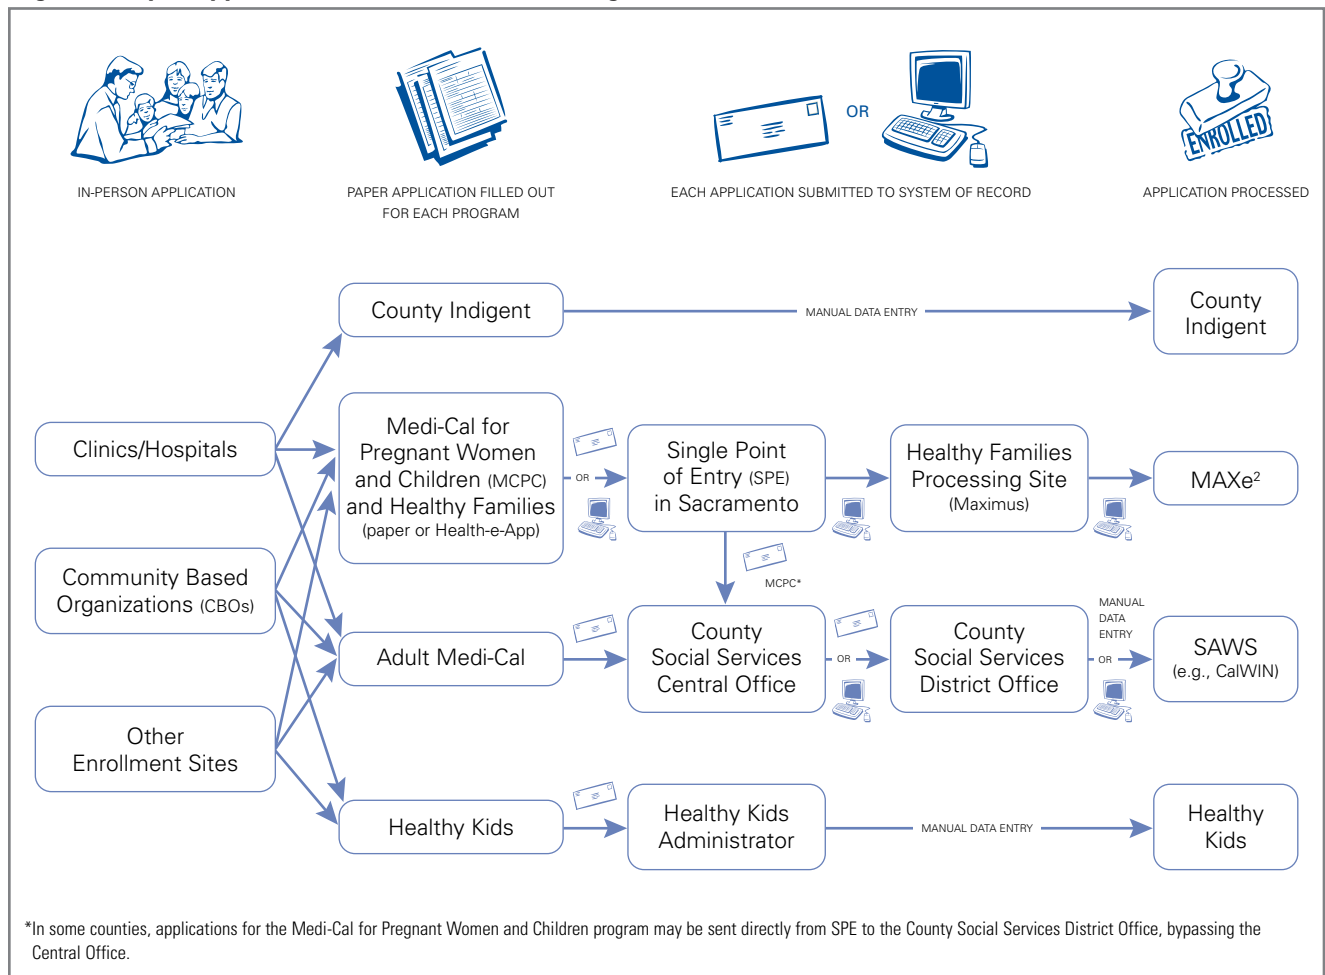 OR
ENROLLED
IN-PERSON APPLICATION
PAPER APPLICATION FILLED OUT
FOR EACH PROGRAM
EACH APPLICATION SUBMITTED TO SYSTEM OF RECORD
APPLICATION PROCESSED
County Indigent
MANUAL DATA ENTRY
County
Indigent
Clinics/Hospitals
Medi-Cal for
Pregnant Women
and Children (MCPC)
and Healthy Families
(paper or Health-e-App)
OR
Single Point
of Entry (SPE)
in Sacramento
Healthy Families
Processing Site
(Maximus)
MAXe²
Community Based
Organizations (CBOs)
MCPC*
Adult Medi-Cal
County
Social Services
Central Office
OR
County
Social Services
District Office
MANUAL
DATA
ENTRY
OR
SAWS
(e.g., CalWIN)
Other
Enrollment Sites
Healthy Kids
Healthy Kids
Administrator
MANUAL DATA ENTRY
Healthy
Kids
*In some counties, applications for the Medi-Cal for Pregnant Women and Children program may be sent directly from SPE to the County Social Services District Office, bypassing the
Central Office.